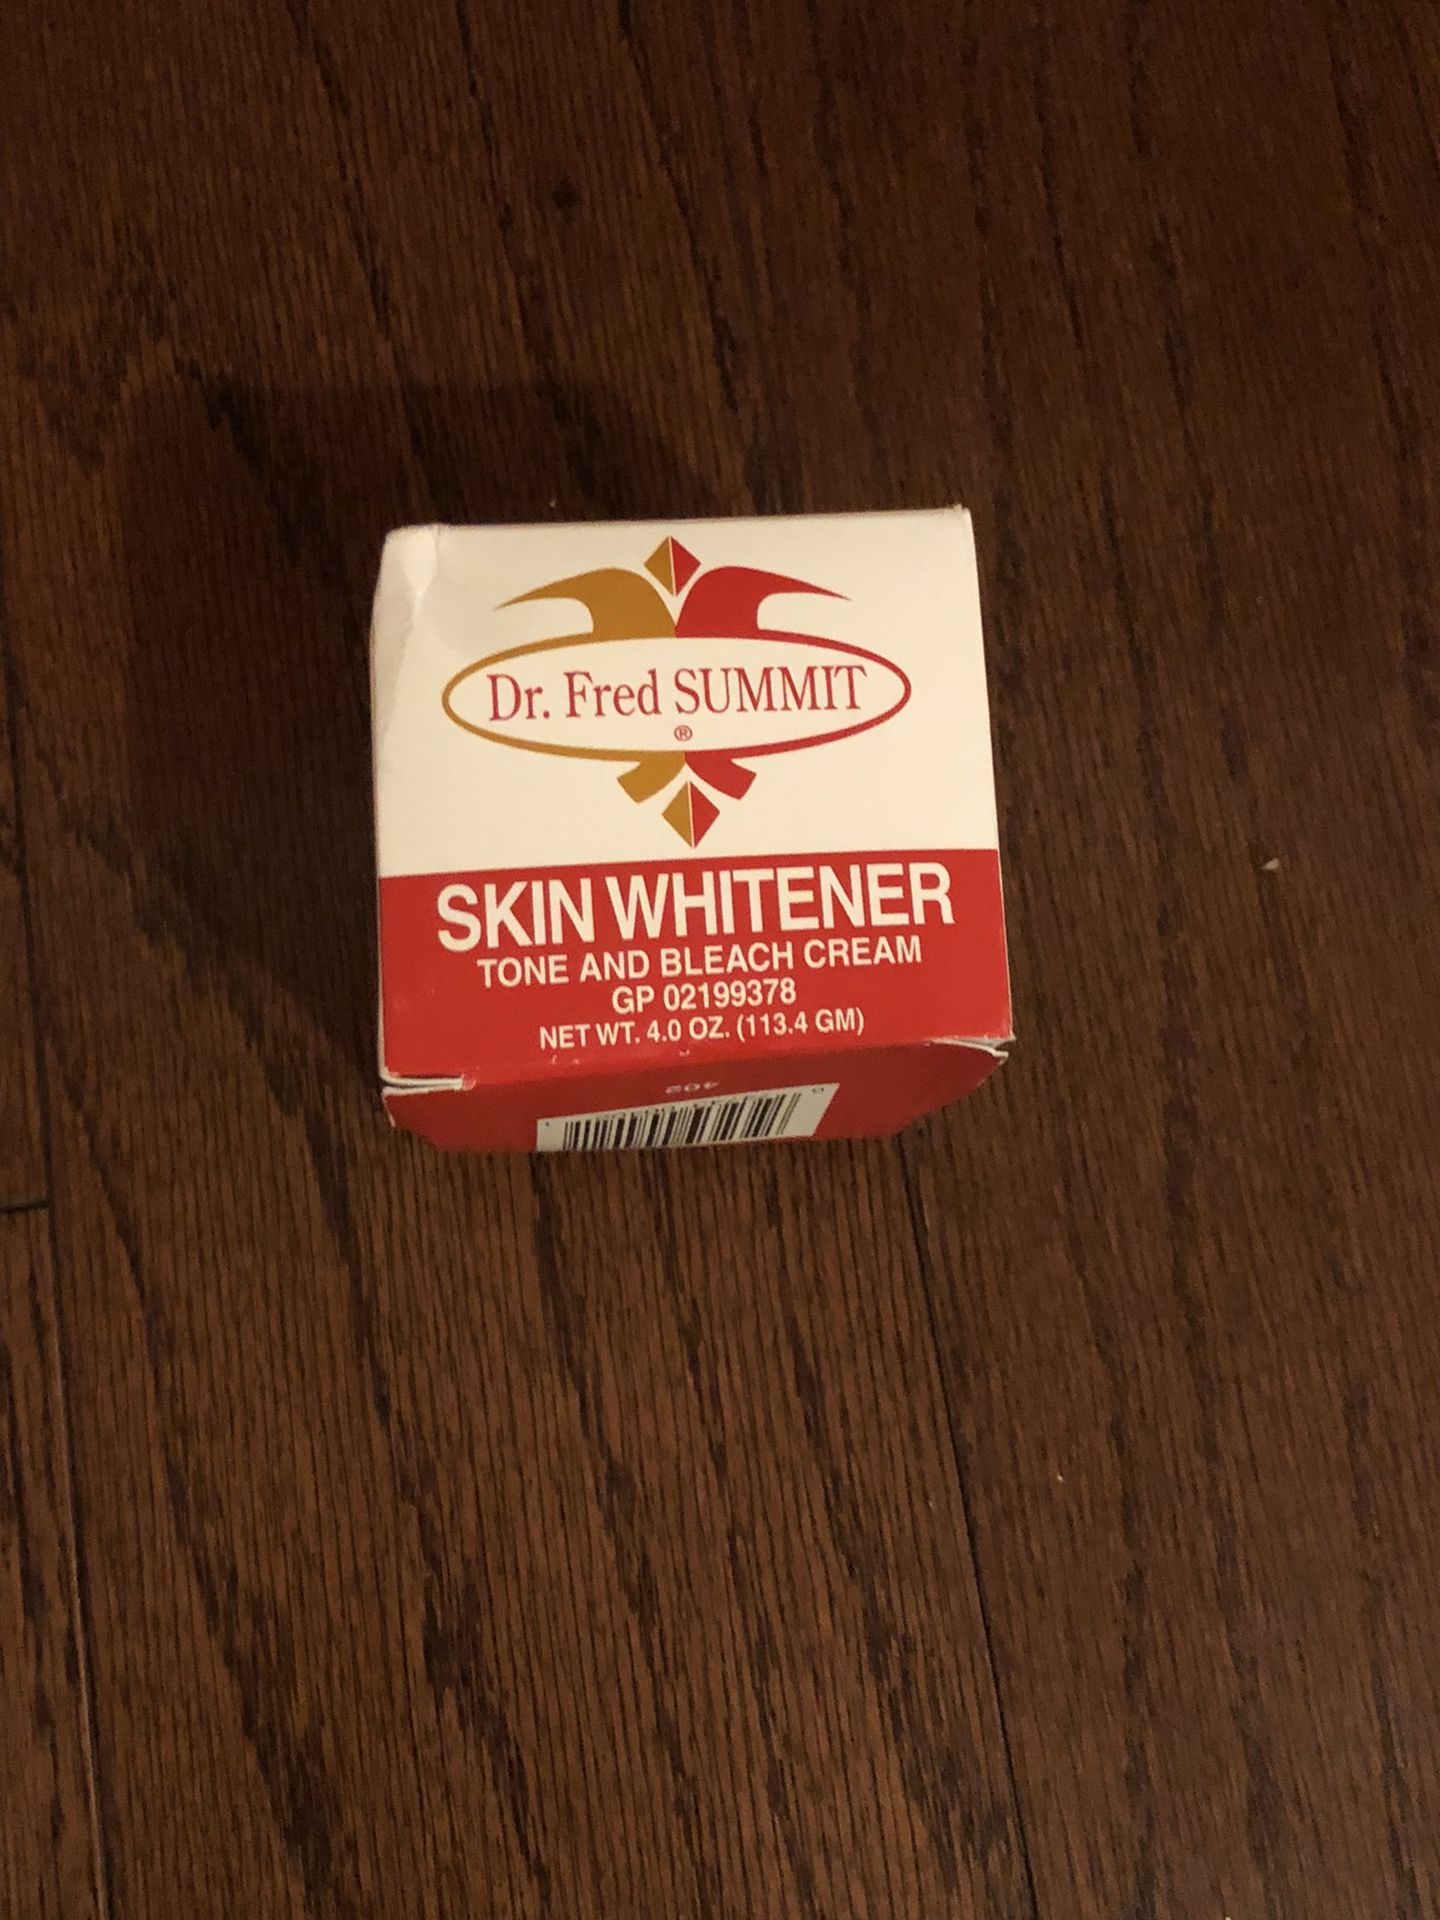 Dr. Fred SUMMIT
®
SKIN WHITENER
TONE AND BLEACH CREAM
GP 02199378
NET WT. 4.0 OZ. (113.4 GM)
402